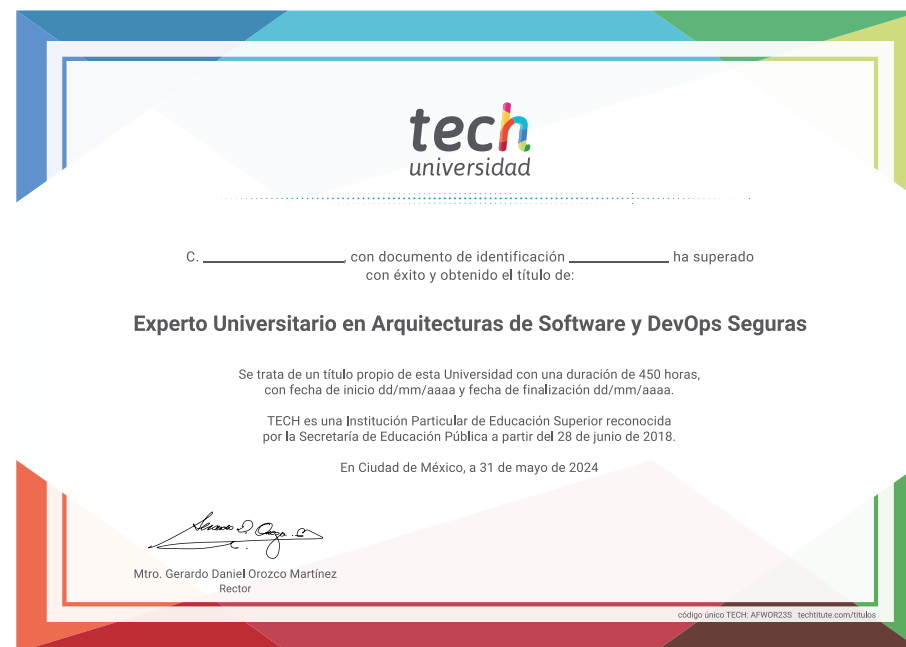 tech
universidad
C. ____________, con documento de identificación ____________ ha superado
con éxito y obtenido el título de:
Experto Universitario en Arquitecturas de Software y DevOps Seguras
Se trata de un título propio de esta Universidad con una duración de 450 horas,
con fecha de inicio dd/mm/aaaa y fecha de finalización dd/mm/aaaa.
TECH es una Institución Particular de Educación Superior reconocida
por la Secretaría de Educación Pública a partir del 28 de junio de 2018.
En Ciudad de México, a 31 de mayo de 2024
Mtro. Gerardo Daniel Orozco Martínez
Rector
código único TECH: AFWOR23S techtitute.com/titulos